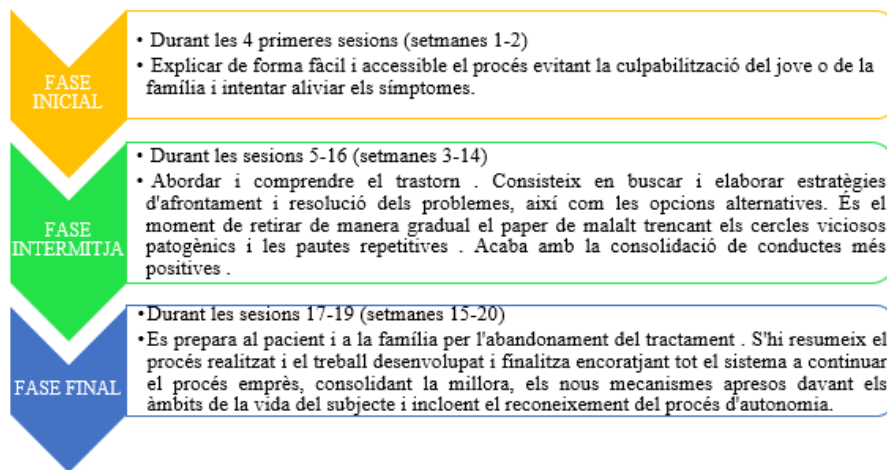 FASE
INICIAL
• Durant les 4 primeres sesions (setmanes 1-2)
• Explicar de forma fàcil i accessible el procés evitant la culpabilització del jove o de la
família i intentar aliviar els símptomes.
FASE
INTERMITJA
• Durant les sesions 5-16 (setmanes 3-14)
• Abordar i comprendre el trastorn . Consisteix en buscar i elaborar estratègies
d'afrontament i resolució dels problemes, així com les opcions alternatives. És el
moment de retirar de manera gradual el paper de malalt trencant els cercles viciosos
patogènics i les pautes repetitives . Acaba amb la consolidació de conductes més
positives .
FASE FINAL
•Durant les sesions 17-19 (setmanes 15-20)
•Es prepara al pacient i a la família per l'abandonament del tractament . S'hi resumeix el
procés realitzat i el treball desenvolupat i finalitza encoratjant tot el sistema a continuar
el procés emprès, consolidant la millora, els nous mecanismes apresos davant els
àmbits de la vida del subjecte i incloent el reconeixement del procés d'autonomia.